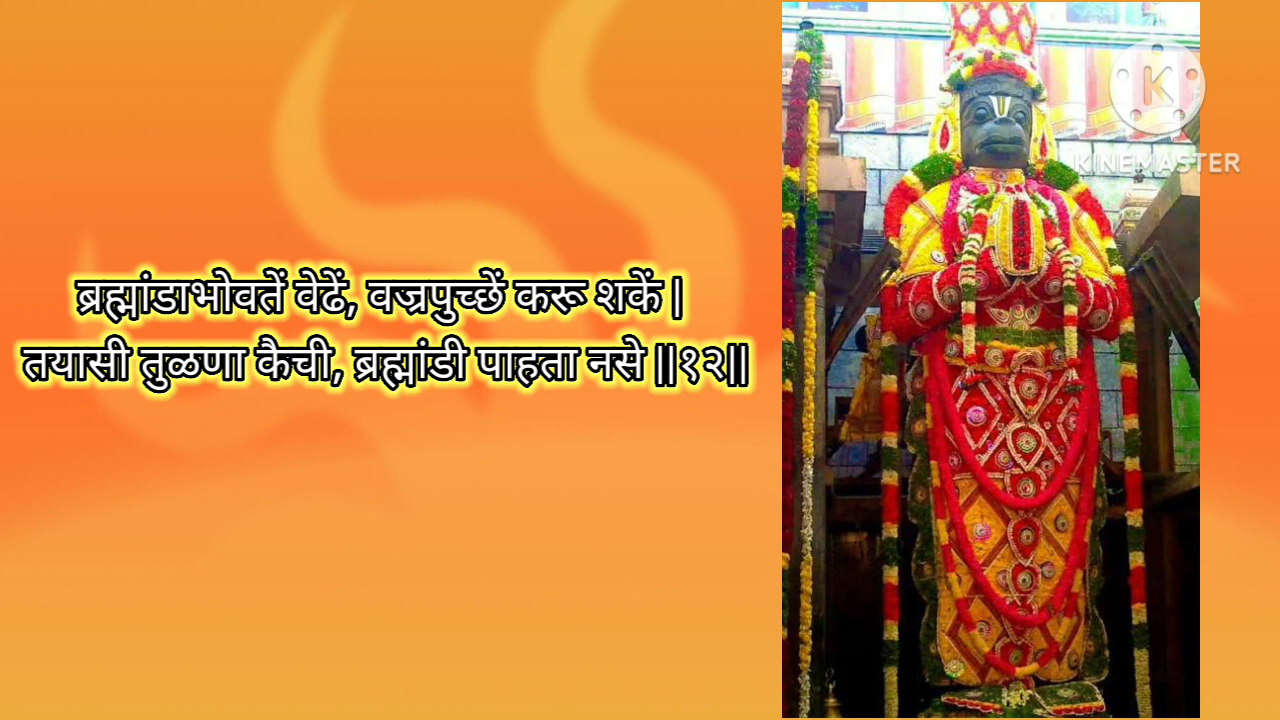 ब्रह्मांडाभोवतें वेढें, वज्रपुच्छें करू शकें |
तयासी तुळणा कैची, ब्रह्मांडी पाहता नसे ||१२||
K
KINEMASTER